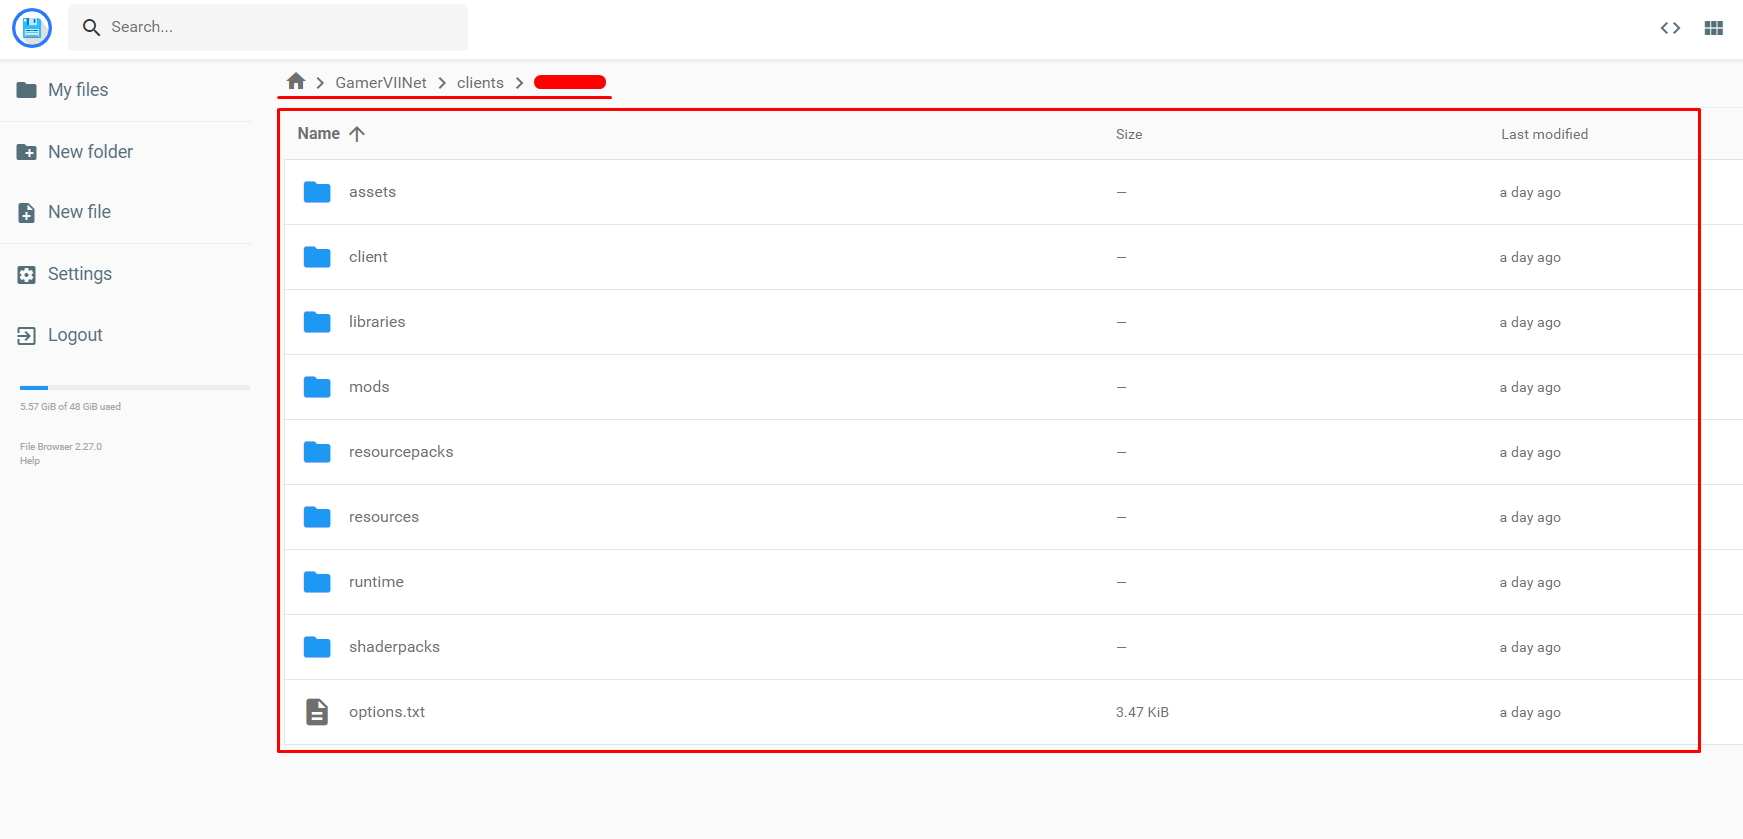 Search...
My files
New folder
New file
Settings
Logout
5.57 GiB of 48 GiB used
File Browser 2.27.0
Help
GamerVIINet > clients >
Name Size Last modified
assets — a day ago
client — a day ago
libraries — a day ago
mods — a day ago
resourcepacks — a day ago
resources — a day ago
runtime — a day ago
shaderpacks — a day ago
options.txt 3.47 KiB a day ago